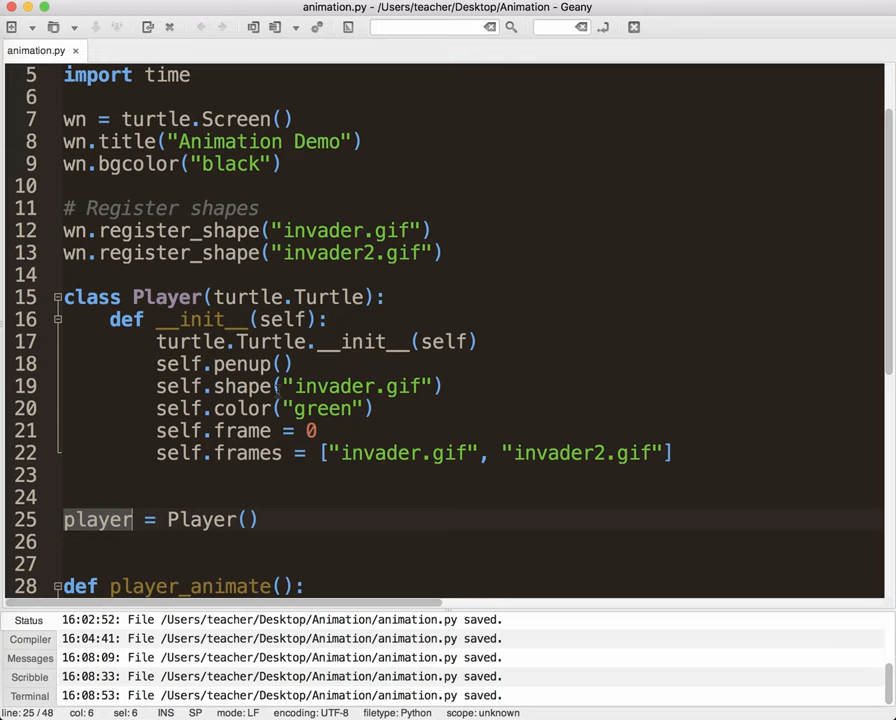 animation.py - /Users/teacher/Desktop/Animation - Geany
animation.py ×
5 import time
6
7 wn = turtle.Screen()
8 wn.title("Animation Demo")
9 wn.bgcolor("black")
10
11 # Register shapes
12 wn.register_shape("invader.gif")
13 wn.register_shape("invader2.gif")
14
15 class Player(turtle.Turtle):
16 def __init__(self):
17 turtle.Turtle.__init__(self)
18 self.penup()
19 self.shape("invader.gif")
20 self.color("green")
21 self.frame = 0
22 self.frames = ["invader.gif", "invader2.gif"]
23
24
25 player = Player()
26
27
28 def player_animate():
Status
Compiler
Messages
Scribble
Terminal
16:02:52: File /Users/teacher/Desktop/Animation/animation.py saved.
16:04:41: File /Users/teacher/Desktop/Animation/animation.py saved.
16:08:09: File /Users/teacher/Desktop/Animation/animation.py saved.
16:08:33: File /Users/teacher/Desktop/Animation/animation.py saved.
16:08:53: File /Users/teacher/Desktop/Animation/animation.py saved.
line: 25 / 48 col: 6 sel: 6 INS SP mode: LF encoding: UTF-8 filetype: Python scope: unknown